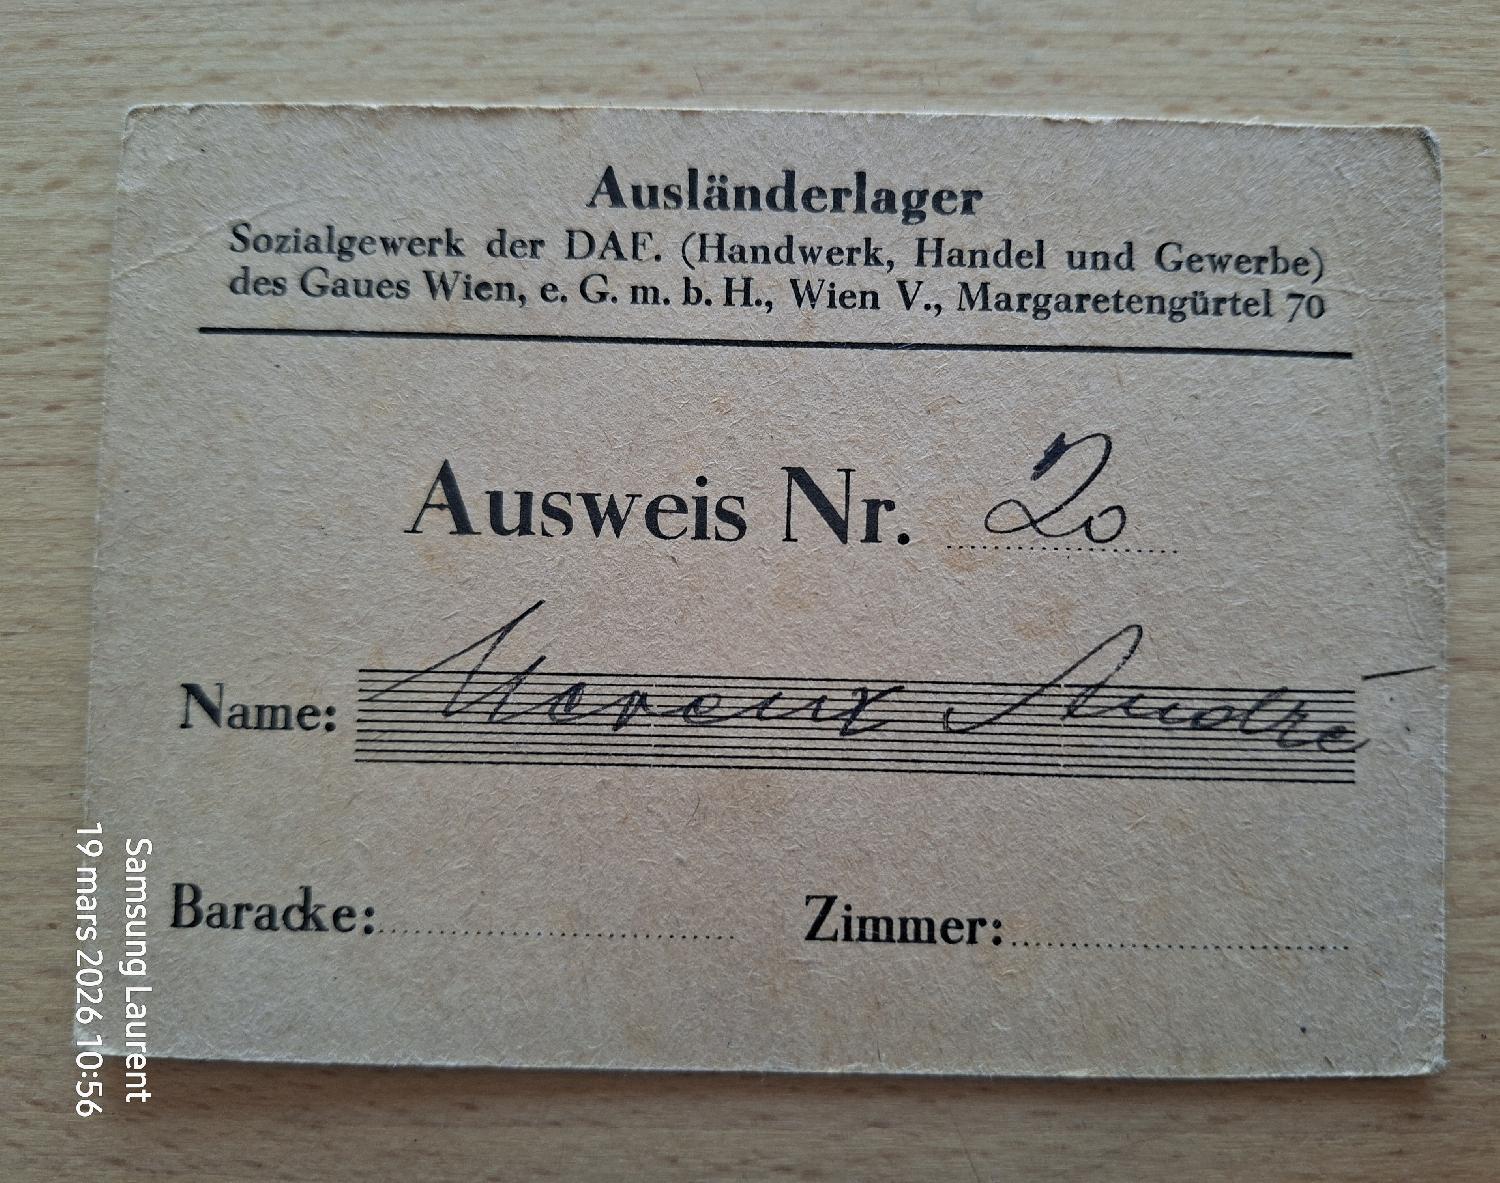 Ausländerlager
Sozialgewerk der DAF. (Handwerk, Handel und Gewerbe)
des Gaues Wien, e. G. m. b. H., Wien V., Margaretengürtel 70
Ausweis Nr. 20
Name: Mereux André
Baracke:
Zimmer:
Samsung Laurent
19 mars 2026 10:56